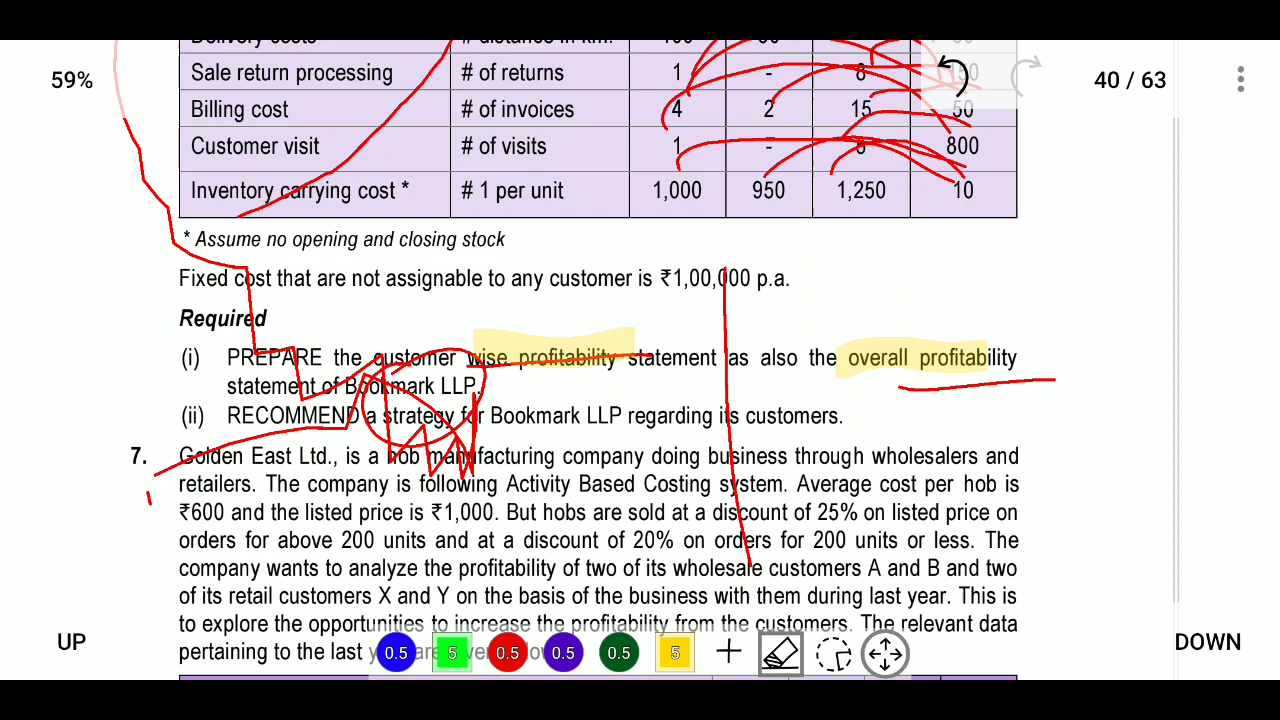 59%
40 / 63
Delivery costs # distance in km.
Sale return processing # of returns 1 - 8 150
Billing cost # of invoices 4 2 15 50
Customer visit # of visits 1 - 800
Inventory carrying cost * # 1 per unit 1,000 950 1,250 10
* Assume no opening and closing stock
Fixed cost that are not assignable to any customer is ₹1,00,000 p.a.
Required
(i) PREPARE the customer wise profitability statement as also the overall profitability
statement of Bookmark LLP.
(ii) RECOMMEND a strategy for Bookmark LLP regarding its customers.
7. Golden East Ltd., is a hob manufacturing company doing business through wholesalers and
retailers. The company is following Activity Based Costing system. Average cost per hob is
₹600 and the listed price is ₹1,000. But hobs are sold at a discount of 25% on listed price on
orders for above 200 units and at a discount of 20% on orders for 200 units or less. The
company wants to analyze the profitability of two of its wholesale customers A and B and two
of its retail customers X and Y on the basis of the business with them during last year. This is
to explore the opportunities to increase the profitability from the customers. The relevant data
pertaining to the last
UP
DOWN
0.5 5 0.5 0.5 0.5 5